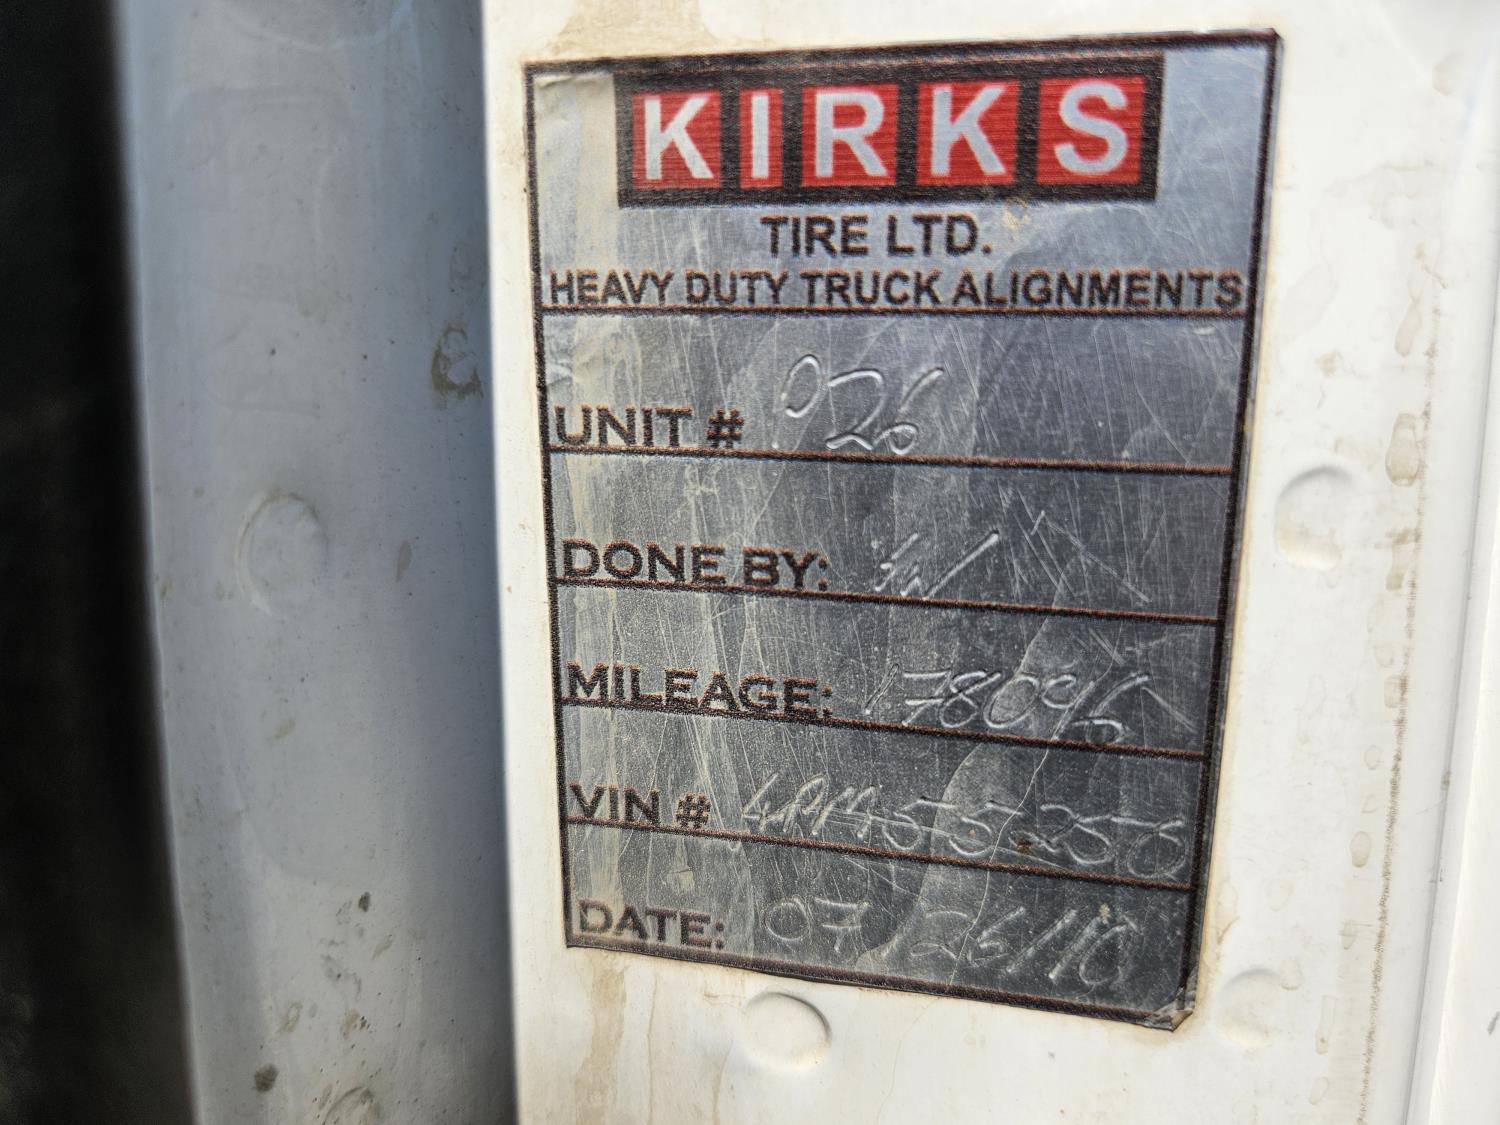 KIRKS
TIRE LTD.
HEAVY DUTY TRUCK ALIGNMENTS
UNIT # 026
DONE BY:
MILEAGE: 178096
VIN #
DATE: 07/26/10